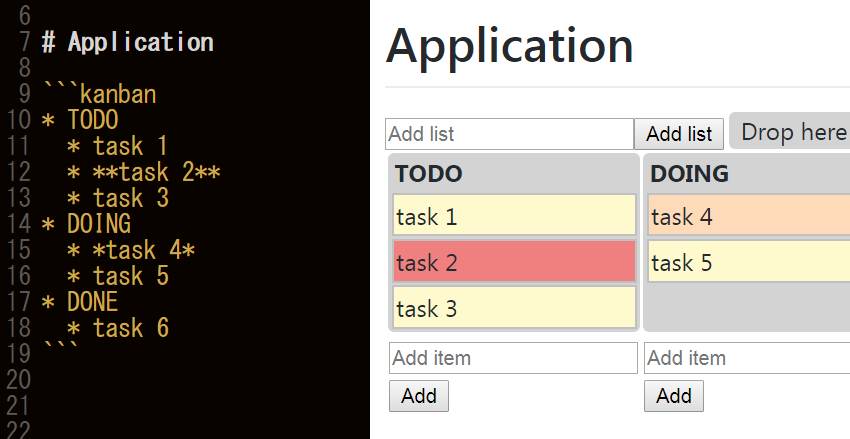 6
7 # Application
8
9 ```kanban
10 * TODO
11   * task 1
12   * **task 2**
13   * task 3
14 * DOING
15   * *task 4*
16   * task 5
17 * DONE
18   * task 6
19 ```
20
21
22
Application
Add list Add list Drop here
TODO
task 1
task 2
task 3
Add item
Add
DOING
task 4
task 5
Add item
Add